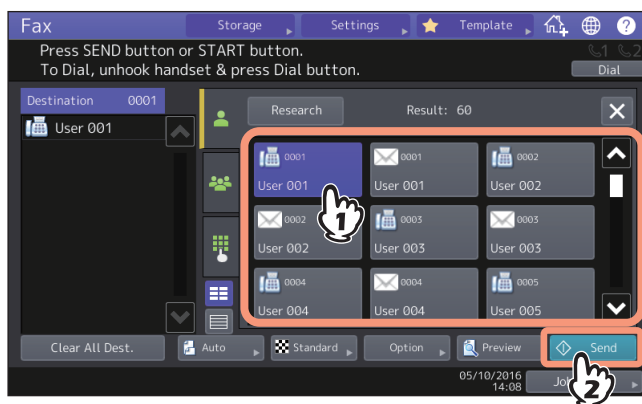 Fax
Storage
Settings
Template
?
Press SEND button or START button.
To Dial, unhook handset & press Dial button.
1
2
Dial
Destination 0001
User 001
Research
Result: 60
0001
User 001
0001
User 001
0002
User 002
0002
User 002
0003
User 003
0003
User 003
0004
User 004
0004
User 004
0005
User 005
1
Clear All Dest.
Auto
Standard
Option
Preview
Send
05/10/2016
14:08
2